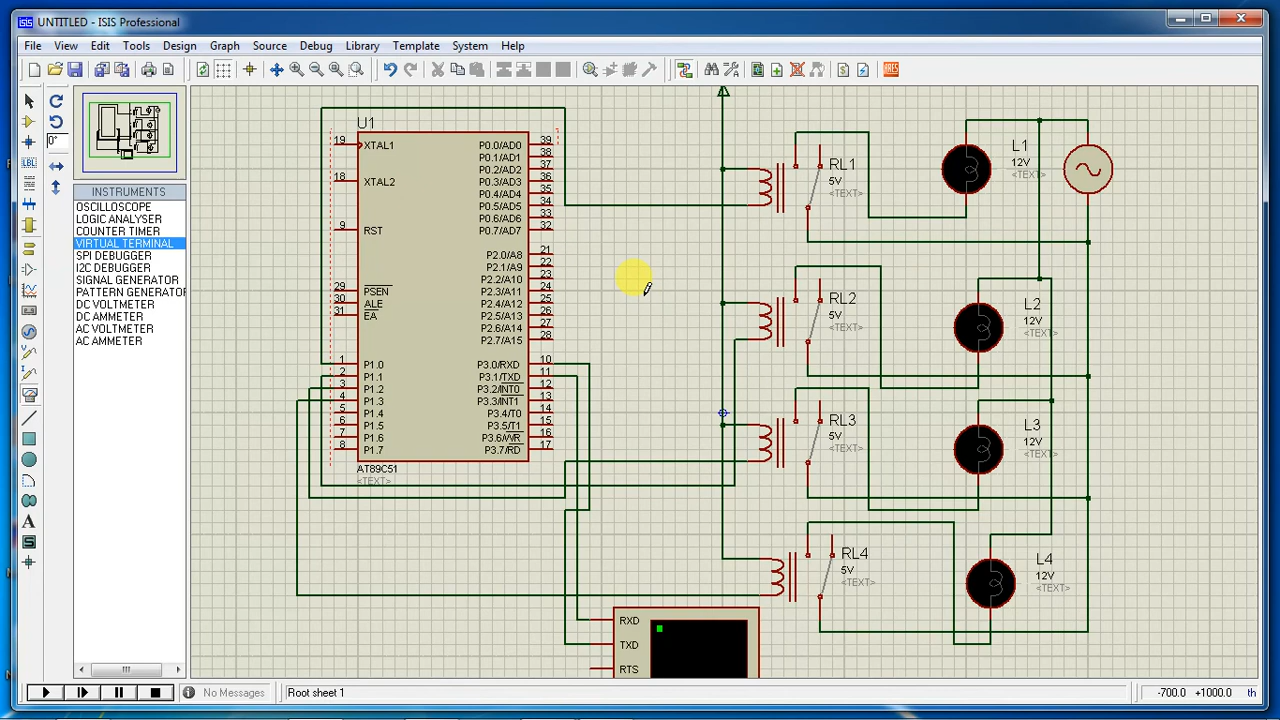 UNTITLED - ISIS Professional
File View Edit Tools Design Graph Source Debug Library Template System Help
ARES
LBL
0°
INSTRUMENTS
OSCILLOSCOPE
LOGIC ANALYSER
COUNTER TIMER
VIRTUAL TERMINAL
SPI DEBUGGER
I2C DEBUGGER
SIGNAL GENERATOR
PATTERN GENERATOR
DC VOLTMETER
DC AMMETER
AC VOLTMETER
AC AMMETER
U1
19 XTAL1
18 XTAL2
9 RST
29 PSEN
30 ALE
31 EA
1 P1.0
2 P1.1
3 P1.2
4 P1.3
5 P1.4
6 P1.5
7 P1.6
8 P1.7
P0.0/AD0 39
P0.1/AD1 38
P0.2/AD2 37
P0.3/AD3 36
P0.4/AD4 35
P0.5/AD5 34
P0.6/AD6 33
P0.7/AD7 32
P2.0/A8 21
P2.1/A9 22
P2.2/A10 23
P2.3/A11 24
P2.4/A12 25
P2.5/A13 26
P2.6/A14 27
P2.7/A15 28
P3.0/RXD 10
P3.1/TXD 11
P3.2/INT0 12
P3.3/INT1 13
P3.4/T0 14
P3.5/T1 15
P3.6/WR 16
P3.7/RD 17
AT89C51
<TEXT>
RL1
5V
<TEXT>
L1
12V
<TEXT>
RL2
5V
<TEXT>
L2
12V
<TEXT>
RL3
5V
<TEXT>
L3
12V
<TEXT>
RL4
5V
<TEXT>
L4
12V
<TEXT>
RXD
TXD
RTS
No Messages
Root sheet 1
-700.0 +1000.0 th